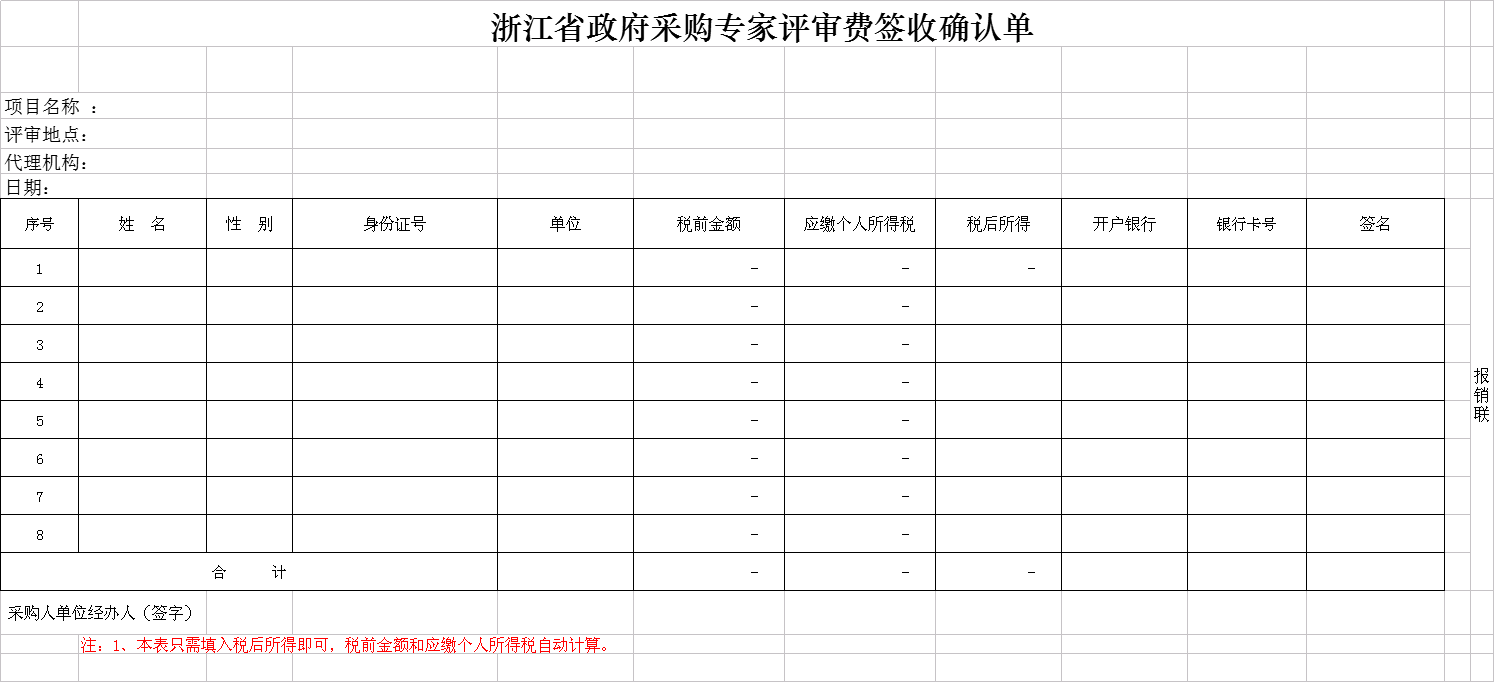 浙江省政府采购专家评审费签收确认单
项目名称 ：
评审地点：
代理机构：
日期：
序号 姓 名 性 别 身份证号 单位 税前金额 应缴个人所得税 税后所得 开户银行 银行卡号 签名
1 - - -
2 - -
3 - -
4 - -
5 - -
6 - -
7 - -
8 - -
合 计 - - -
报销联
采购人单位经办人（签字）
注：1、本表只需填入税后所得即可，税前金额和应缴个人所得税自动计算。